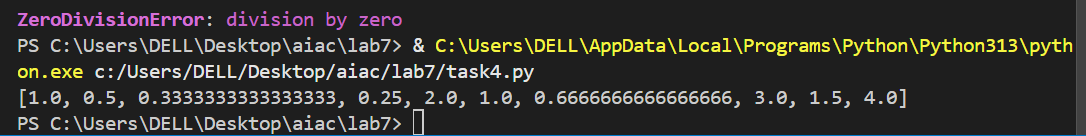 ZeroDivisionError: division by zero
PS C:\Users\DELL\Desktop\aiac\lab7> & C:\Users\DELL\AppData\Local\Programs\Python\Python313\pyth
on.exe c:/Users/DELL/Desktop/aiac/lab7/task4.py
[1.0, 0.5, 0.3333333333333333, 0.25, 2.0, 1.0, 0.6666666666666666, 3.0, 1.5, 4.0]
PS C:\Users\DELL\Desktop\aiac\lab7>